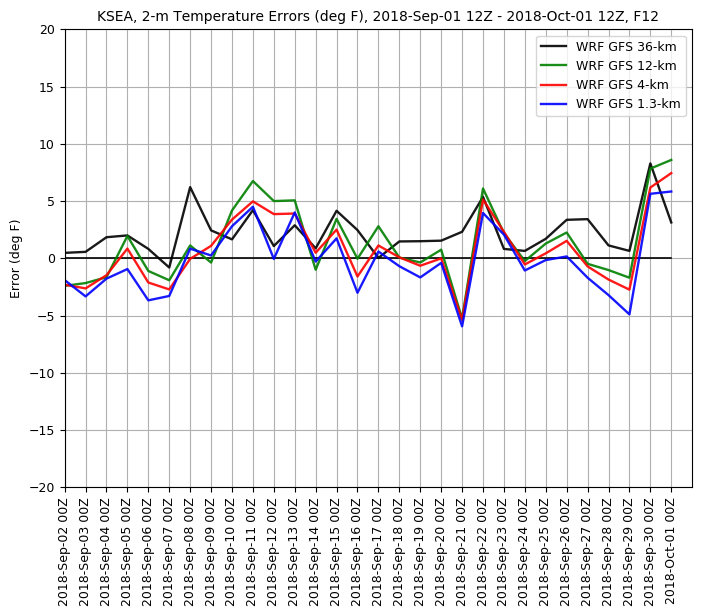 KSEA, 2-m Temperature Errors (deg F), 2018-Sep-01 12Z - 2018-Oct-01 12Z, F12
WRF GFS 36-km
WRF GFS 12-km
WRF GFS 4-km
WRF GFS 1.3-km
Error (deg F)
20
15
10
5
0
−5
−10
−15
−20
2018-Sep-02 00Z
2018-Sep-03 00Z
2018-Sep-04 00Z
2018-Sep-05 00Z
2018-Sep-06 00Z
2018-Sep-07 00Z
2018-Sep-08 00Z
2018-Sep-09 00Z
2018-Sep-10 00Z
2018-Sep-11 00Z
2018-Sep-12 00Z
2018-Sep-13 00Z
2018-Sep-14 00Z
2018-Sep-15 00Z
2018-Sep-16 00Z
2018-Sep-17 00Z
2018-Sep-18 00Z
2018-Sep-19 00Z
2018-Sep-20 00Z
2018-Sep-21 00Z
2018-Sep-22 00Z
2018-Sep-23 00Z
2018-Sep-24 00Z
2018-Sep-25 00Z
2018-Sep-26 00Z
2018-Sep-27 00Z
2018-Sep-28 00Z
2018-Sep-29 00Z
2018-Sep-30 00Z
2018-Oct-01 00Z